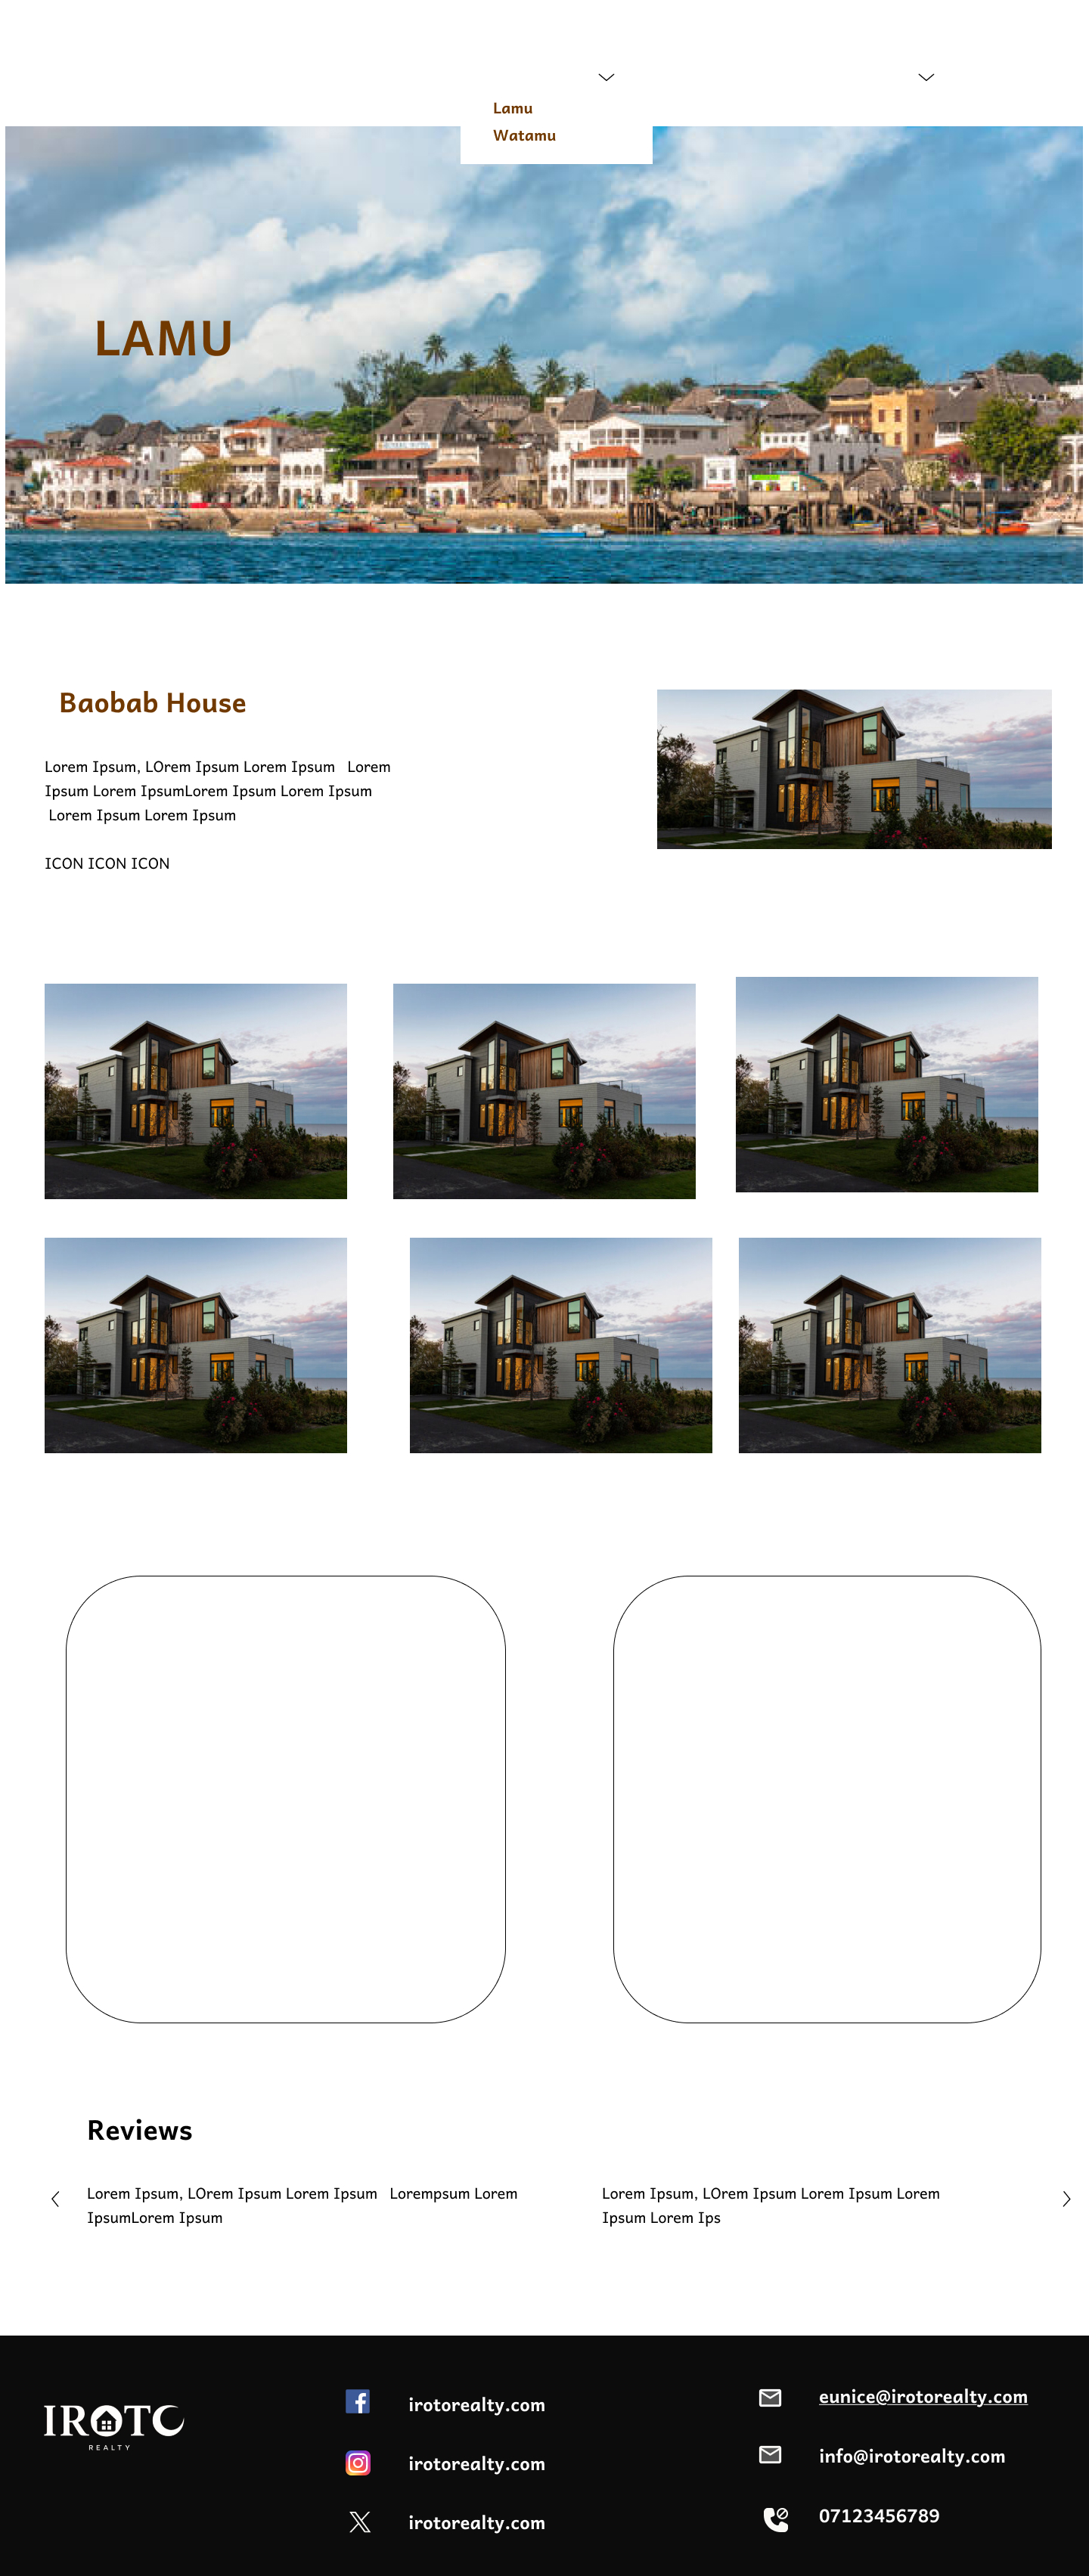 Lamu
Watamu
LAMU
Baobab House
Lorem Ipsum, LOrem Ipsum Lorem Ipsum   Lorem
Ipsum Lorem IpsumLorem Ipsum Lorem Ipsum
Lorem Ipsum Lorem Ipsum
ICON ICON ICON
Reviews
Lorem Ipsum, LOrem Ipsum Lorem Ipsum   Lorempsum Lorem
IpsumLorem Ipsum
Lorem Ipsum, LOrem Ipsum Lorem Ipsum Lorem
Ipsum Lorem Ips
IROTO
REALTY
irotorealty.com
irotorealty.com
irotorealty.com
eunice@irotorealty.com
info@irotorealty.com
07123456789